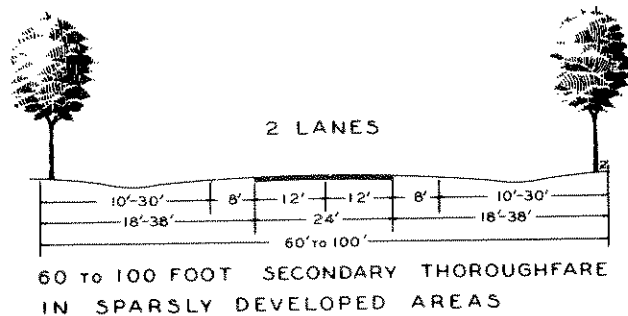 2 LANES
2'
10'-30' 8' 12' 12' 8' 10'-30'
18'-38' 24' 18'-38'
60' TO 100'
60 TO 100 FOOT SECONDARY THOROUGHFARE
IN SPARSLY DEVELOPED AREAS